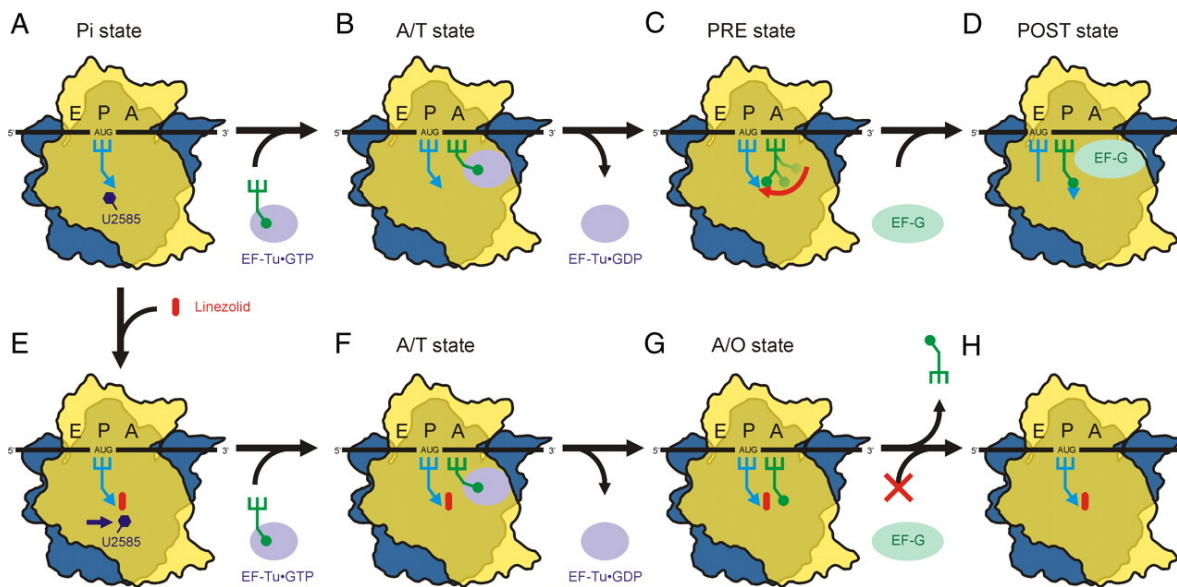 A Pi state
B A/T state
C PRE state
D POST state
E P A
5' AUG 3'
U2585
EF-Tu•GTP
E P A
5' AUG 3'
EF-Tu•GDP
E P A
5' AUG 3'
EF-G
E P A
5' AUG 3'
EF-G
Linezolid
E
F A/T state
G A/O state
H
E P A
5' AUG 3'
U2585
EF-Tu•GTP
E P A
5' AUG 3'
EF-Tu•GDP
E P A
5' AUG 3'
EF-G
E P A
5' AUG 3'